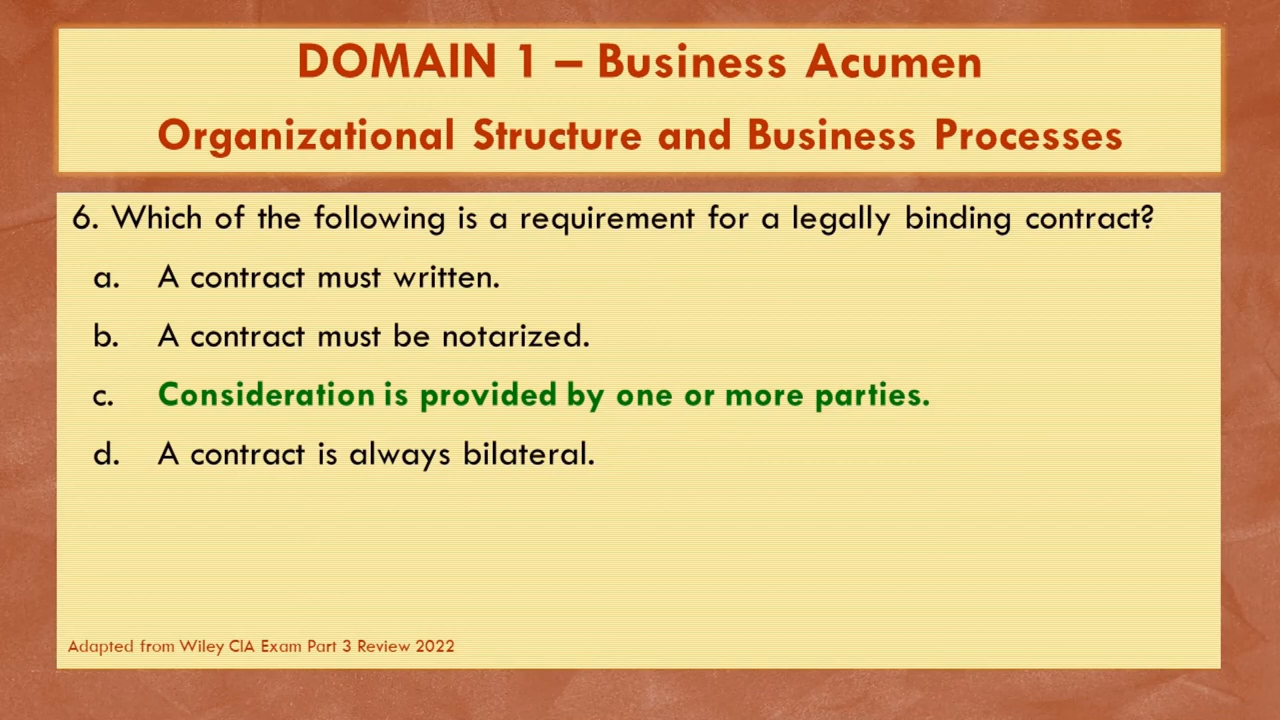 DOMAIN 1 – Business Acumen
Organizational Structure and Business Processes
6. Which of the following is a requirement for a legally binding contract?
a. A contract must written.
b. A contract must be notarized.
c. Consideration is provided by one or more parties.
d. A contract is always bilateral.
Adapted from Wiley CIA Exam Part 3 Review 2022